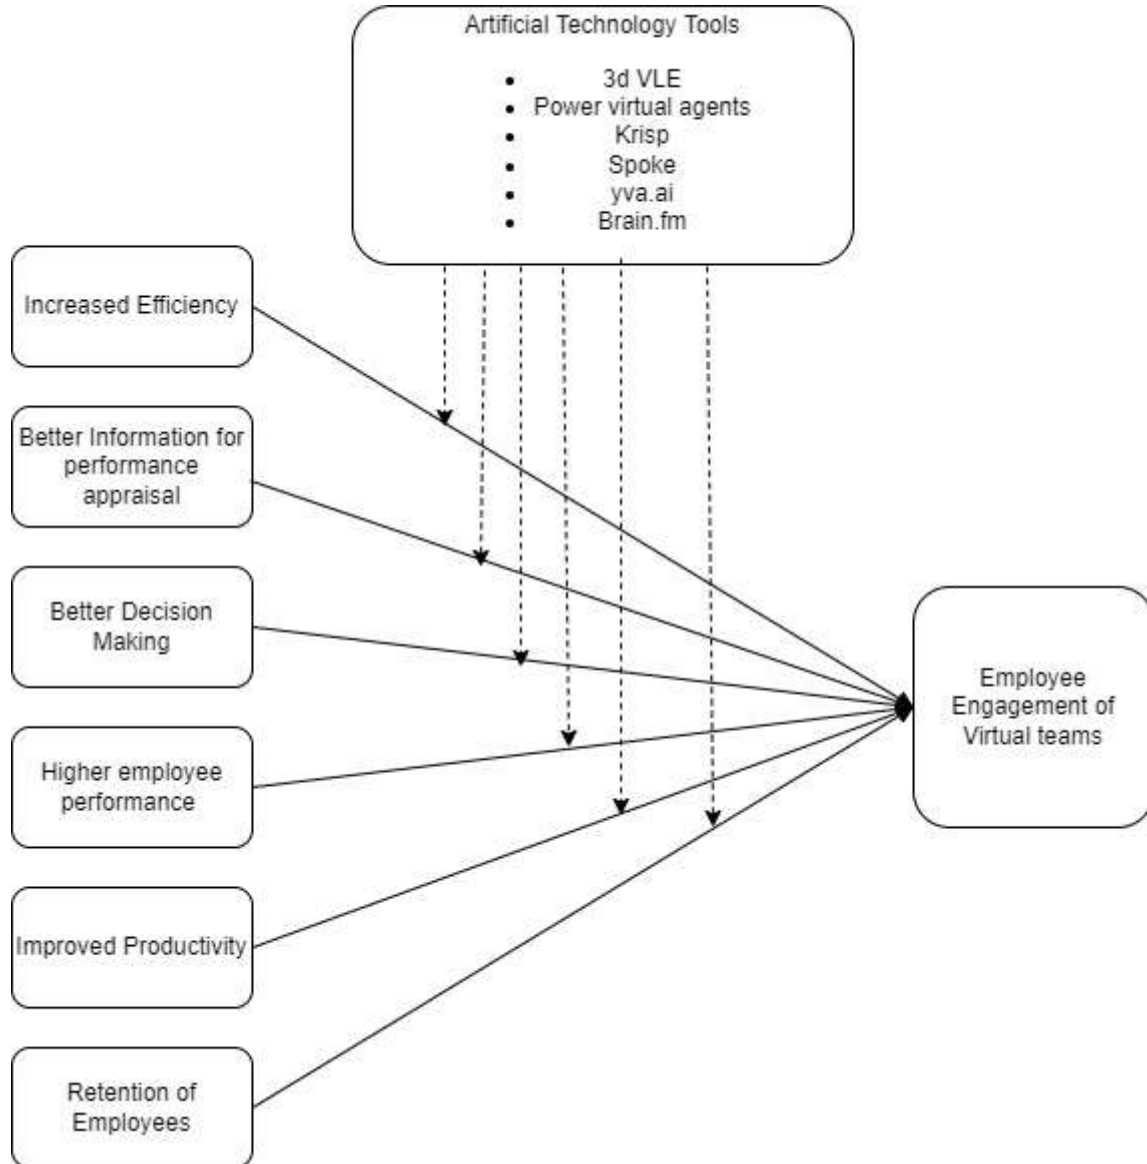 Artificial Technology Tools
• 3d VLE
• Power virtual agents
• Krisp
• Spoke
• yva.ai
• Brain.fm
Increased Efficiency
Better Information for
performance
appraisal
Better Decision
Making
Higher employee
performance
Improved Productivity
Retention of
Employees
Employee
Engagement of
Virtual teams